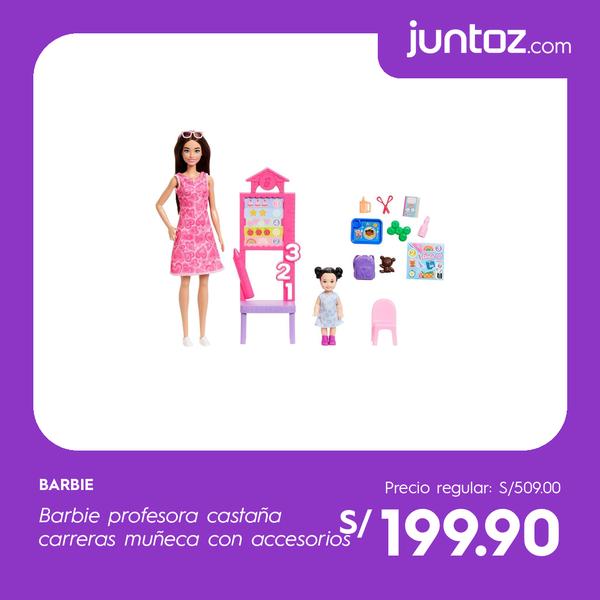 juntoz.com
3
2
1
BARBIE
Precio regular: S/509.00
Barbie profesora castaña
carreras muñeca con accesorios
S/199.90